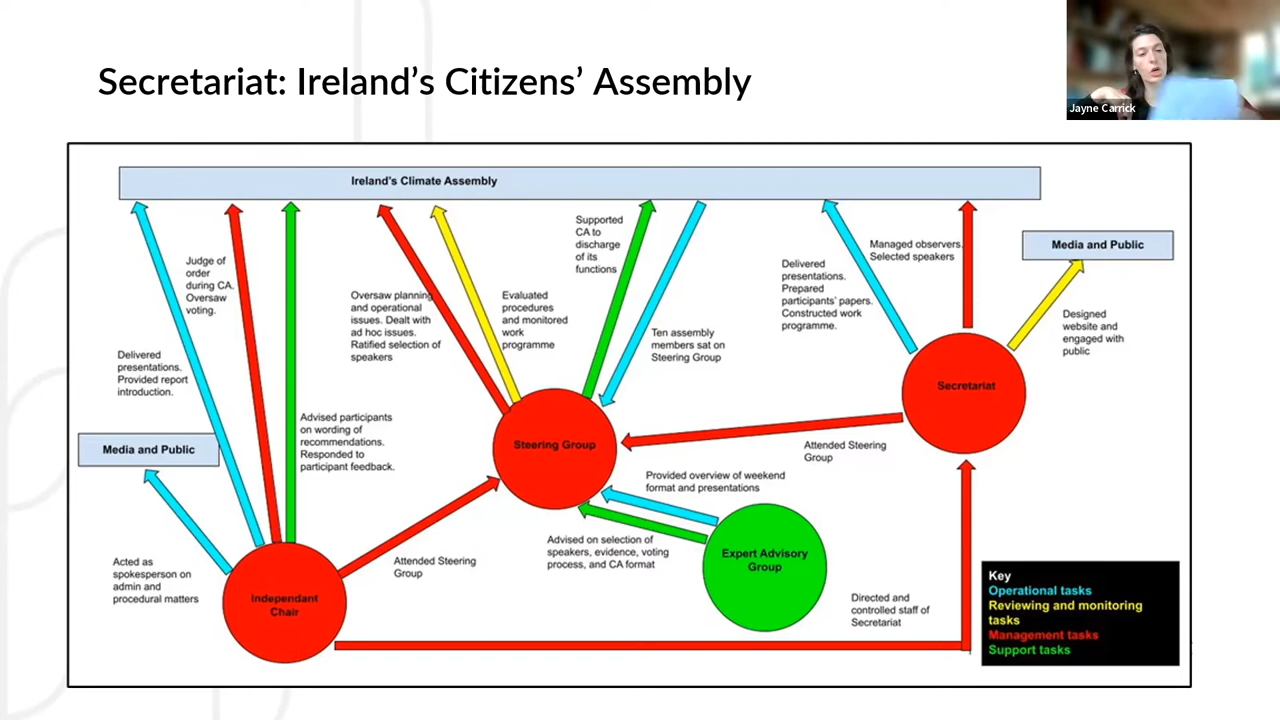 Secretariat: Ireland's Citizens' Assembly
Jayne Carrick
Ireland's Climate Assembly
Judge of
order
during CA.
Oversaw
voting.
Delivered
presentations.
Provided report
introduction.
Media and Public
Acted as
spokesperson on
admin and
procedural matters
Advised participants
on wording of
recommendations.
Responded to
participant feedback.
Independant
Chair
Oversaw planning
and operational
issues. Dealt with
ad hoc issues.
Ratified selection of
speakers
Evaluated
procedures
and monitored
work
programme
Supported
CA to
discharge
of its
functions
Ten assembly
members sat on
Steering Group
Steering Group
Attended Steering
Group
Provided overview of weekend
format and presentations
Advised on selection of
speakers, evidence, voting
process, and CA format
Expert Advisory
Group
Delivered
presentations.
Prepared
participants' papers.
Constructed work
programme.
Managed observers.
Selected speakers
Media and Public
Designed
website and
engaged with
public
Secretariat
Attended Steering
Group
Directed and
controlled staff of
Secretariat
Key
Operational tasks
Reviewing and monitoring
tasks
Management tasks
Support tasks